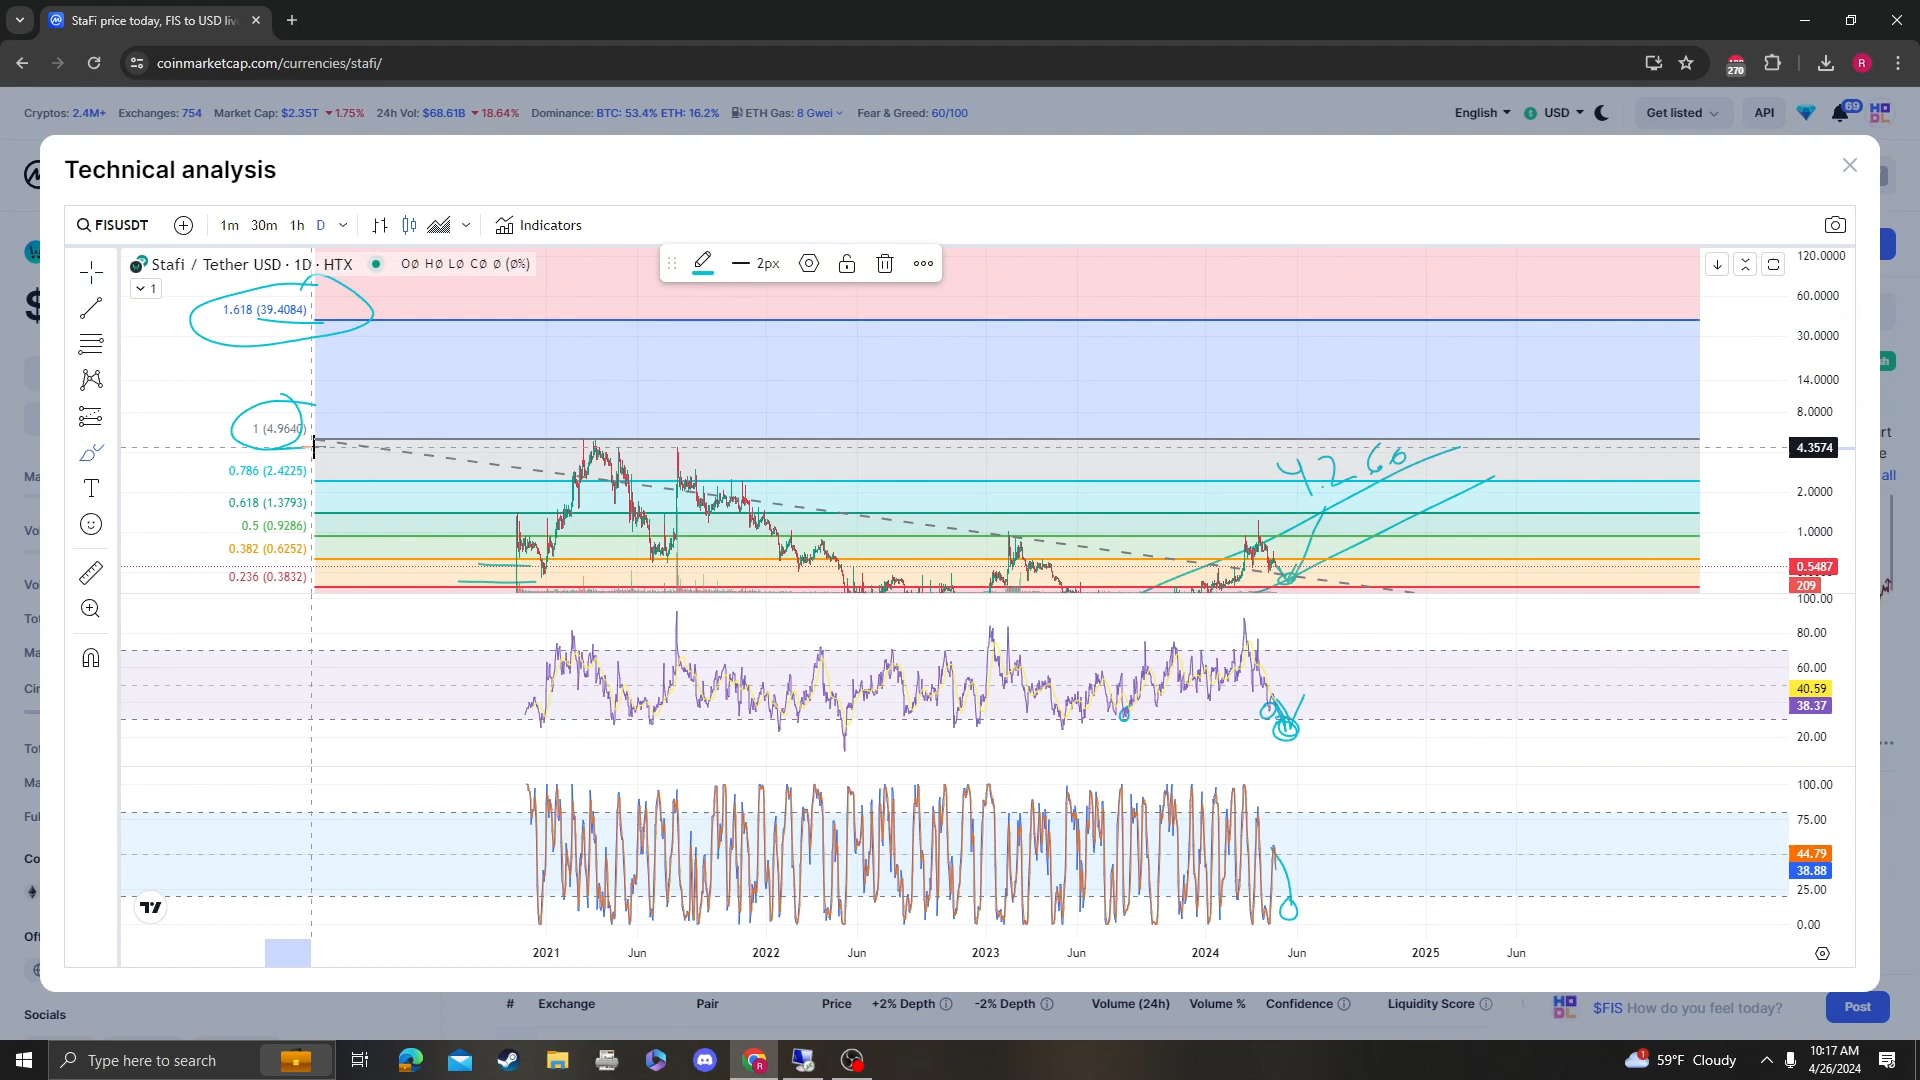 StaFi price today, FIS to USD liv
coinmarketcap.com/currencies/stafi/
270
R
Cryptos: 2.4M+ Exchanges: 754 Market Cap: $2.35T 1.75% 24h Vol: $68.61B 18.64% Dominance: BTC: 53.4% ETH: 16.2% ETH Gas: 8 Gwei Fear & Greed: 60/100
English USD Get listed API 69
Technical analysis
FISUSDT 1m 30m 1h D Indicators
Stafi / Tether USD · 1D · HTX O∅ H∅ L∅ C∅ ∅ (∅%)
2px
1
120.0000
1.618 (39.4084)
60.0000
30.0000
14.0000
8.0000
1 (4.9640)
4.3574
4.266
0.786 (2.4225)
2.0000
0.618 (1.3793)
0.5 (0.9286)
1.0000
0.382 (0.6252)
0.5487
0.236 (0.3832)
209
100.00
80.00
60.00
40.59
38.37
20.00
100.00
75.00
44.79
38.88
25.00
0.00
2021 Jun 2022 Jun 2023 Jun 2024 Jun 2025 Jun
Socials
# Exchange Pair Price +2% Depth -2% Depth Volume (24h) Volume % Confidence Liquidity Score
$FIS How do you feel today? Post
Type here to search
1 59°F Cloudy
10:17 AM
4/26/2024